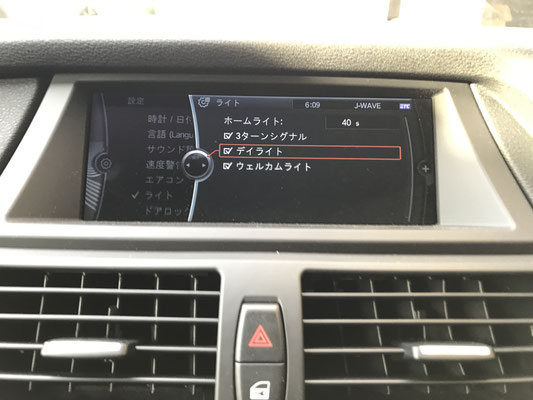 設定
ライト
6:09
J-WAVE
ETC
時計 / 日付
言語 (Langu
サウンド
速度警
エアコン
✓ ライト
ドアロック
ホームライト: 40 s
3ターンシグナル
デイライト
ウェルカムライト